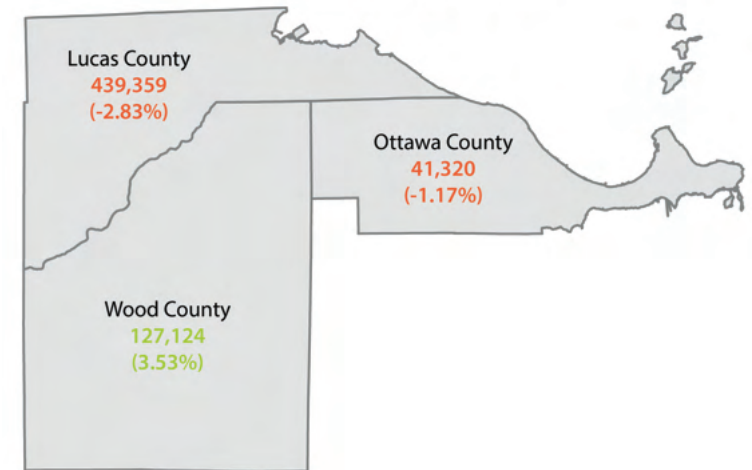 Lucas County
439,359
(-2.83%)
Ottawa County
41,320
(-1.17%)
Wood County
127,124
(3.53%)